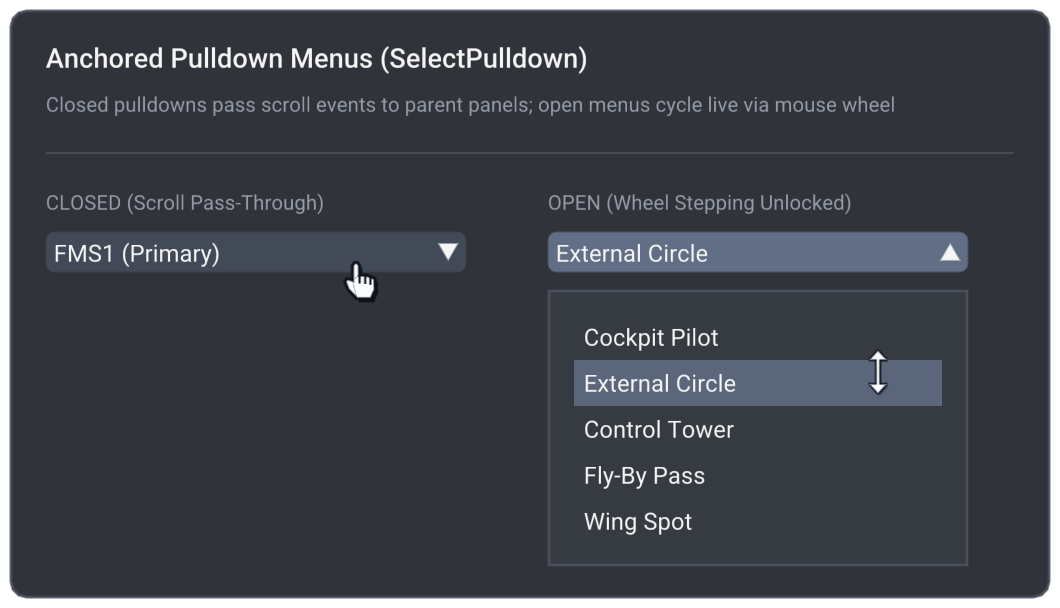 Anchored Pulldown Menus (SelectPulldown)
Closed pulldowns pass scroll events to parent panels; open menus cycle live via mouse wheel
CLOSED (Scroll Pass-Through)
FMS1 (Primary)
OPEN (Wheel Stepping Unlocked)
External Circle
Cockpit Pilot
External Circle
Control Tower
Fly-By Pass
Wing Spot